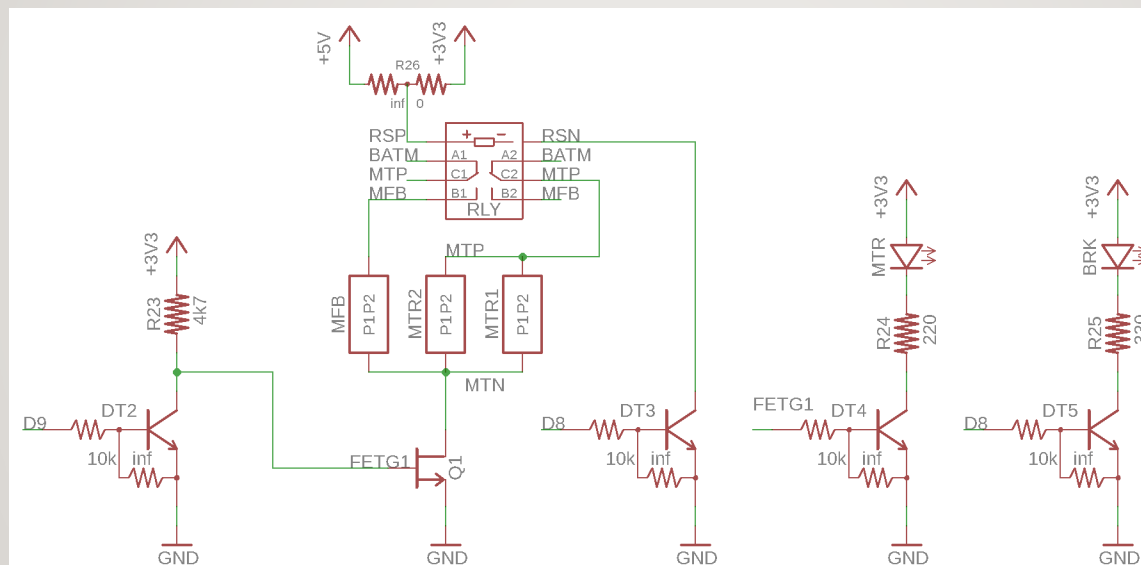 +5V
+3V3
R26
inf
0
RSP
+ -
RSN
BATM
A1
A2
BATM
MTP
C1
C2
MTP
MFB
B1
B2
MFB
RLY
+3V3
R23
4k7
MTP
MFB
P1P2
MTR2
P1P2
MTR1
P1P2
MTN
+3V3
MTR
R24
220
+3V3
BRK
R25
D9
DT2
10k
inf
GND
FETG1
Q1
GND
D8
DT3
10k
inf
GND
FETG1
DT4
10k
inf
GND
D8
DT5
10k
inf
GND